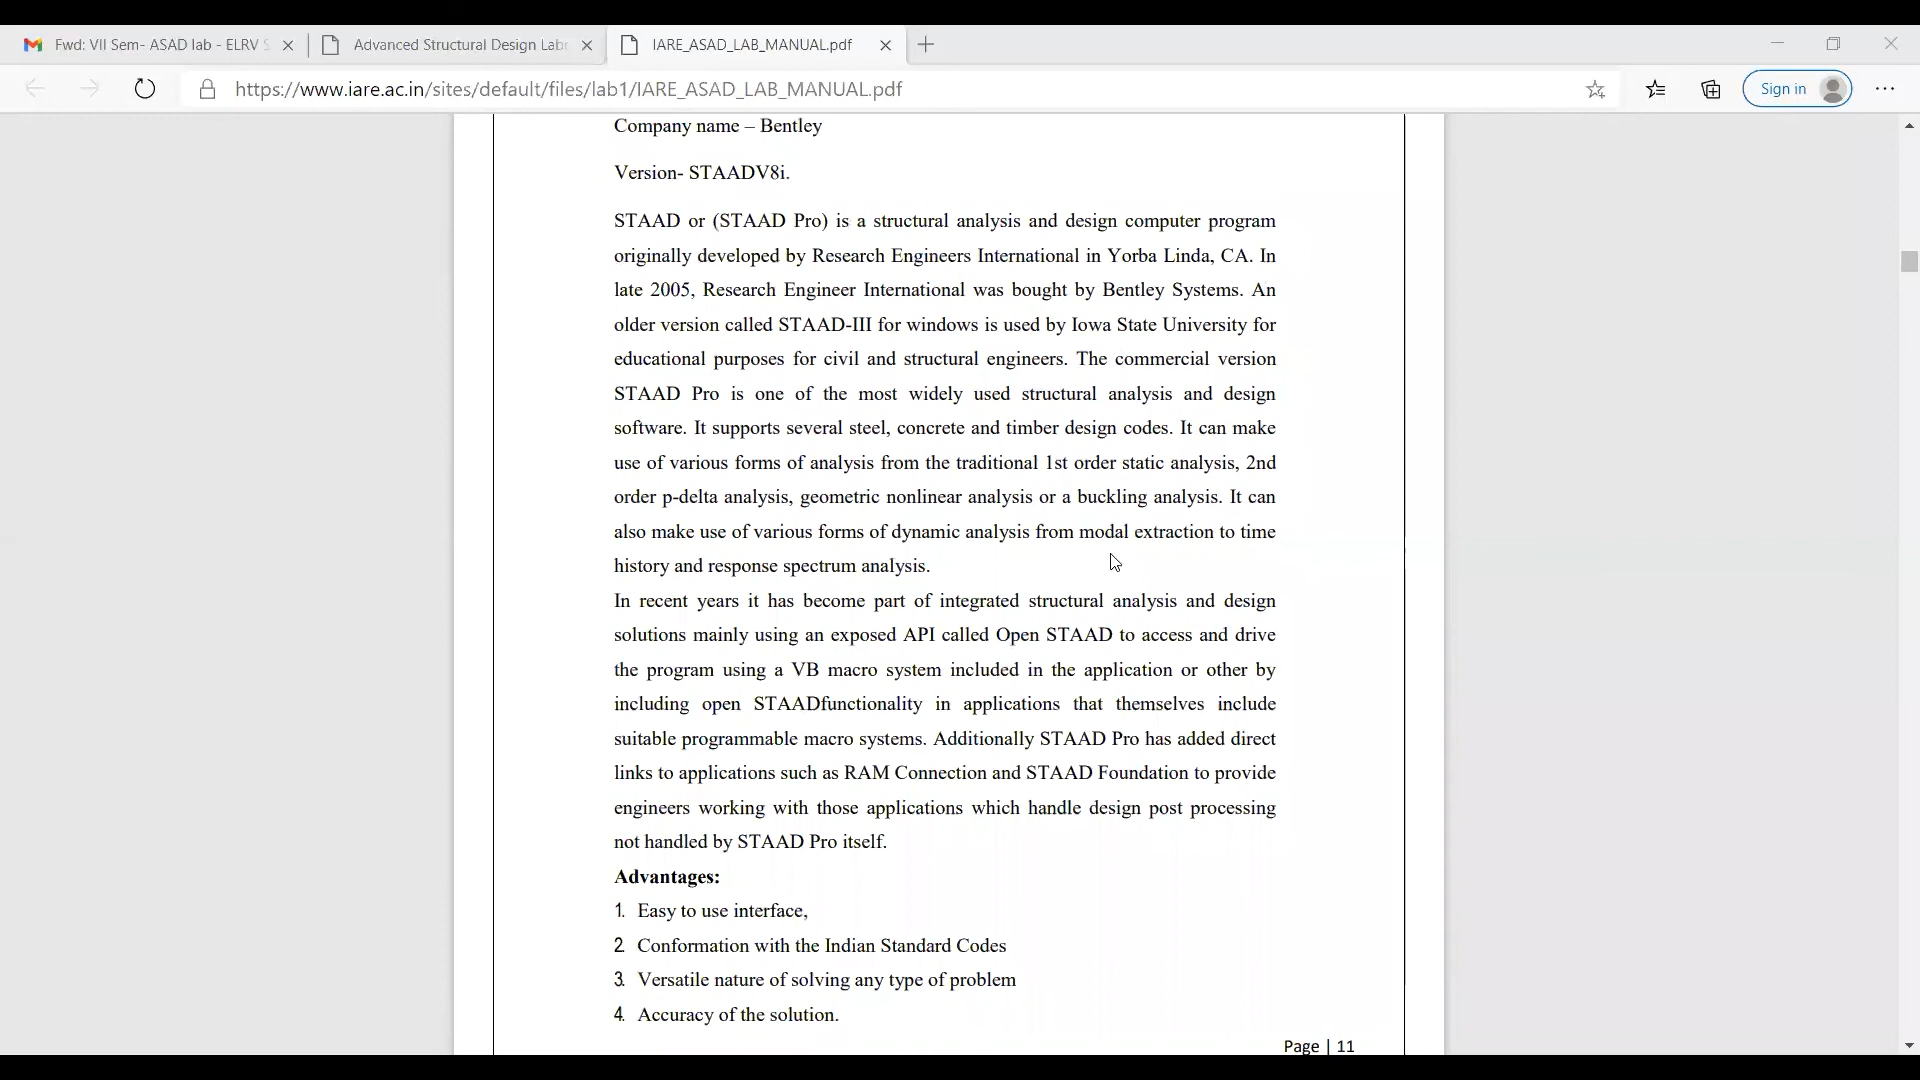 Fwd: VII Sem- ASAD lab - ELRV S
Advanced Structural Design Lab
IARE_ASAD_LAB_MANUAL.pdf
https://www.iare.ac.in/sites/default/files/lab1/IARE_ASAD_LAB_MANUAL.pdf
Sign in
Company name – Bentley
Version- STAADV8i.
STAAD or (STAAD Pro) is a structural analysis and design computer program
originally developed by Research Engineers International in Yorba Linda, CA. In
late 2005, Research Engineer International was bought by Bentley Systems. An
older version called STAAD-III for windows is used by Iowa State University for
educational purposes for civil and structural engineers. The commercial version
STAAD Pro is one of the most widely used structural analysis and design
software. It supports several steel, concrete and timber design codes. It can make
use of various forms of analysis from the traditional 1st order static analysis, 2nd
order p-delta analysis, geometric nonlinear analysis or a buckling analysis. It can
also make use of various forms of dynamic analysis from modal extraction to time
history and response spectrum analysis.
In recent years it has become part of integrated structural analysis and design
solutions mainly using an exposed API called Open STAAD to access and drive
the program using a VB macro system included in the application or other by
including open STAADfunctionality in applications that themselves include
suitable programmable macro systems. Additionally STAAD Pro has added direct
links to applications such as RAM Connection and STAAD Foundation to provide
engineers working with those applications which handle design post processing
not handled by STAAD Pro itself.
Advantages:
1. Easy to use interface,
2. Conformation with the Indian Standard Codes
3. Versatile nature of solving any type of problem
4. Accuracy of the solution.
Page | 11